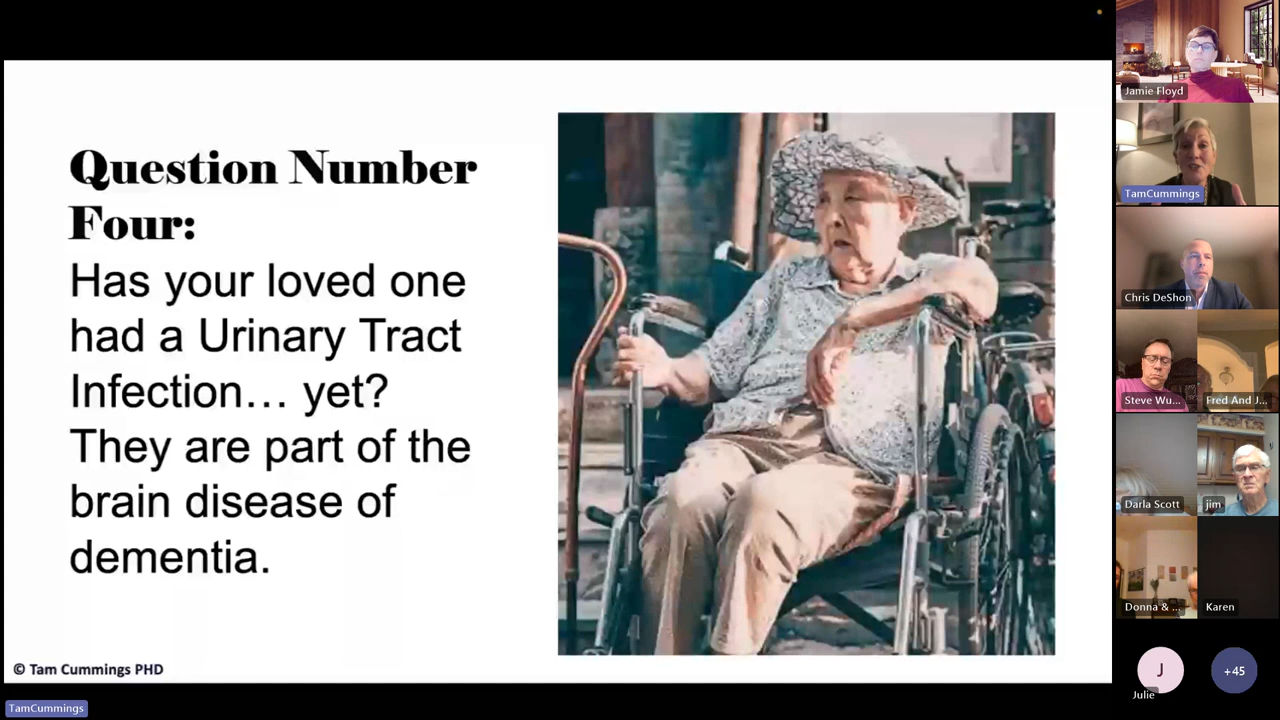 Question Number
Four:
Has your loved one
had a Urinary Tract
Infection… yet?
They are part of the
brain disease of
dementia.
© Tam Cummings PHD
TamCummings
Jamie Floyd
TamCummings
Chris DeShon
Steve Wu...
Fred And J...
Darla Scott
jim
Donna & ...
Karen
J
Julie
+45